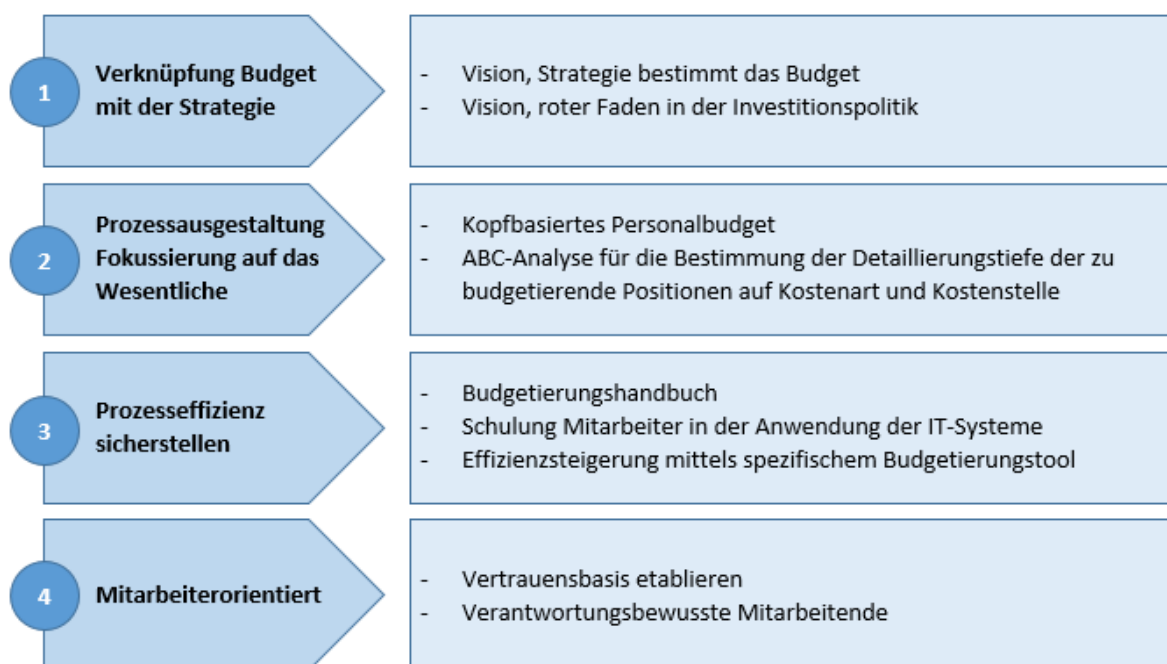 1
Verknüpfung Budget
mit der Strategie
- Vision, Strategie bestimmt das Budget
- Vision, roter Faden in der Investitionspolitik
2
Prozessausgestaltung
Fokussierung auf das
Wesentliche
- Kopfbasiertes Personalbudget
- ABC-Analyse für die Bestimmung der Detaillierungstiefe der zu
budgetierende Positionen auf Kostenart und Kostenstelle
3
Prozesseffizienz
sicherstellen
- Budgetierungshandbuch
- Schulung Mitarbeiter in der Anwendung der IT-Systeme
- Effizienzsteigerung mittels spezifischem Budgetierungstool
4
Mitarbeiterorientiert
- Vertrauensbasis etablieren
- Verantwortungsbewusste Mitarbeitende